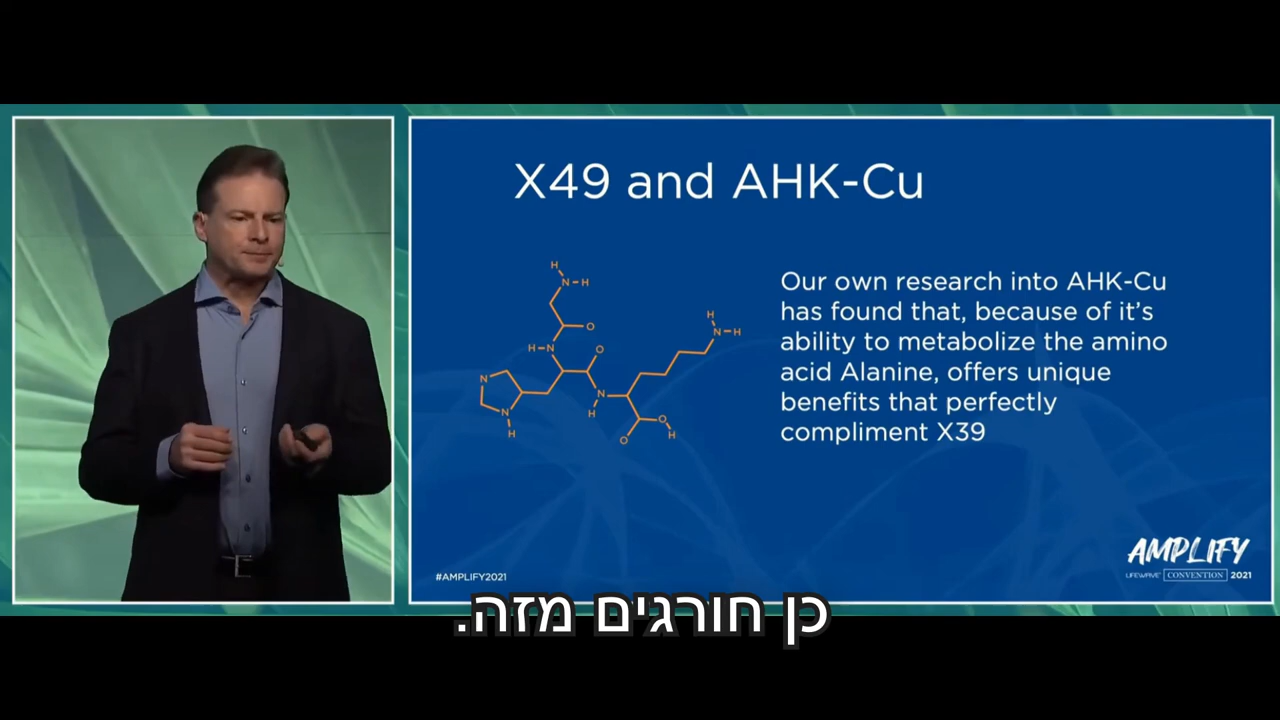 X49 and AHK-Cu
Our own research into AHK-Cu
has found that, because of it's
ability to metabolize the amino
acid Alanine, offers unique
benefits that perfectly
compliment X39
H
N-H
O
H-N
O
H
N-H
N
N
H
N
H
O
O
H
#AMPLIFY2021
AMPLIFY
LIFEWAVE CONVENTION 2021
כן חורגים מזה.